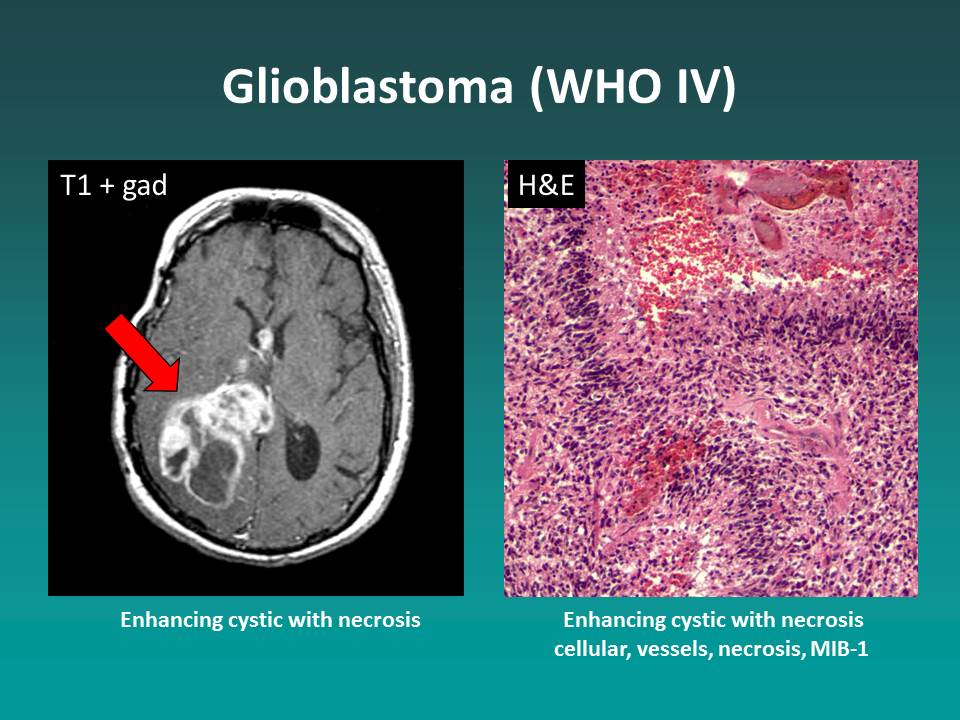 Glioblastoma (WHO IV)
T1 + gad
H&E
Enhancing cystic with necrosis
Enhancing cystic with necrosis
cellular, vessels, necrosis, MIB-1